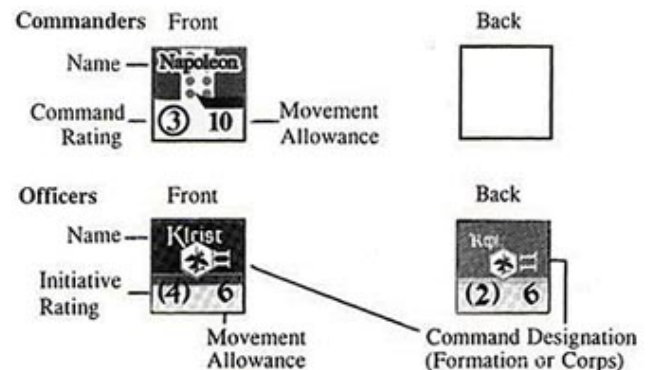 Commanders Front Back
Name
Napoleon
Command Rating
3 10
Movement Allowance
Officers Front Back
Name
Klrist
Initiative Rating
(4) 6
(2) 6
Movement Allowance
Command Designation
(Formation or Corps)